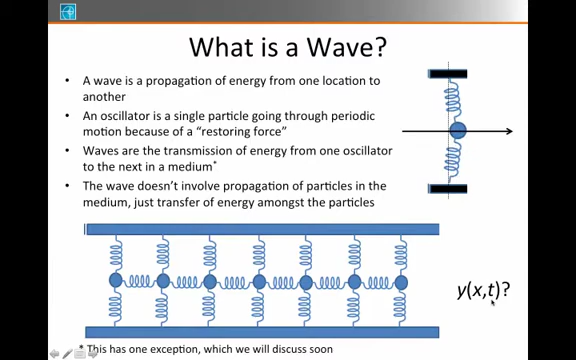 What is a Wave?
• A wave is a propagation of energy from one location to
another
• An oscillator is a single particle going through periodic
motion because of a “restoring force”
• Waves are the transmission of energy from one oscillator
to the next in a medium*
• The wave doesn’t involve propagation of particles in the
medium, just transfer of energy amongst the particles
y(x,t)?
* This has one exception, which we will discuss soon